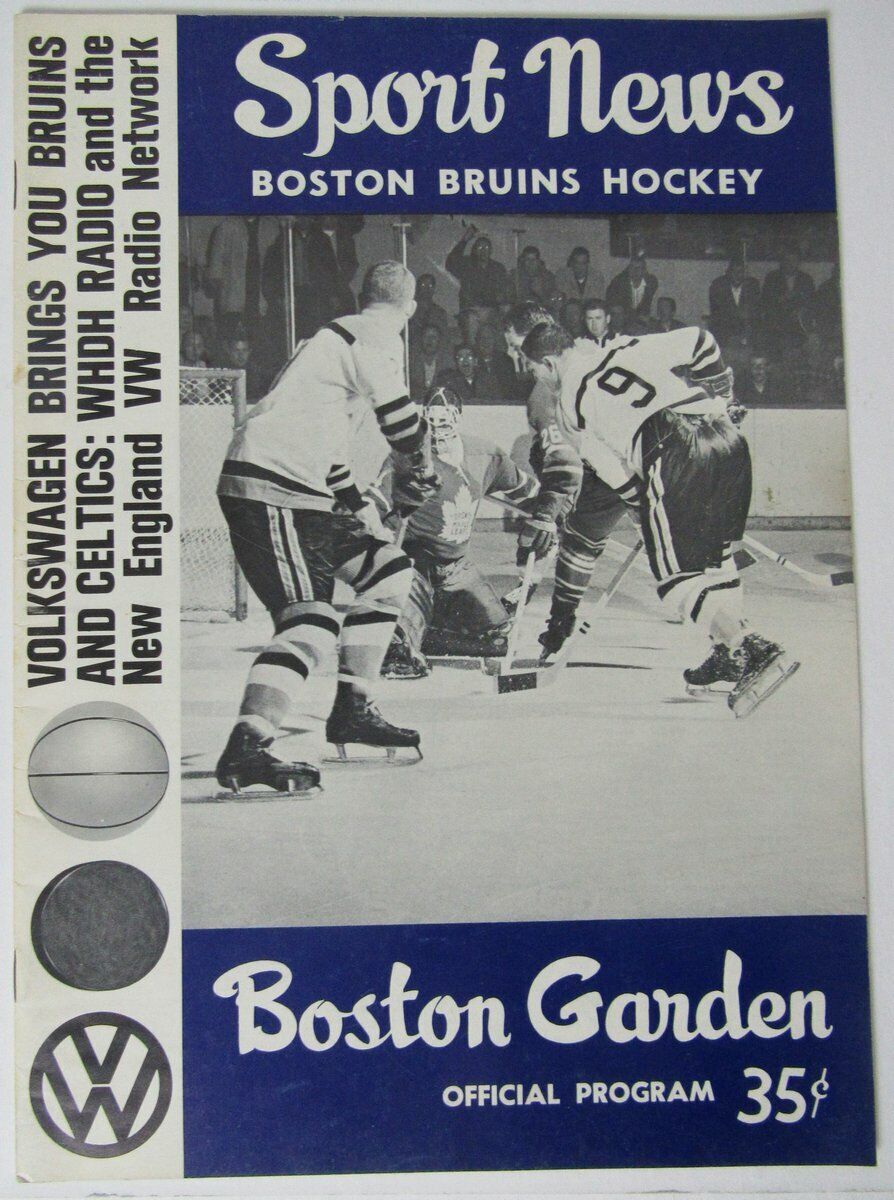 VOLKSWAGEN BRINGS YOU BRUINS
AND CELTICS: WHDH RADIO and the
New England VW Radio Network
Sport News
BOSTON BRUINS HOCKEY
9
26
Boston Garden
OFFICIAL PROGRAM 35¢